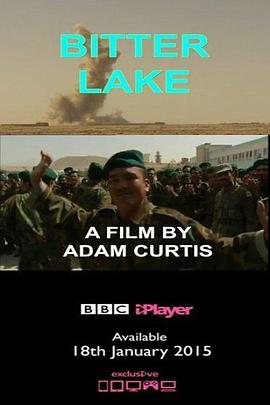 BITTER
LAKE
A FILM BY
ADAM CURTIS
BBC iPlayer
Available
18th January 2015
exclusive